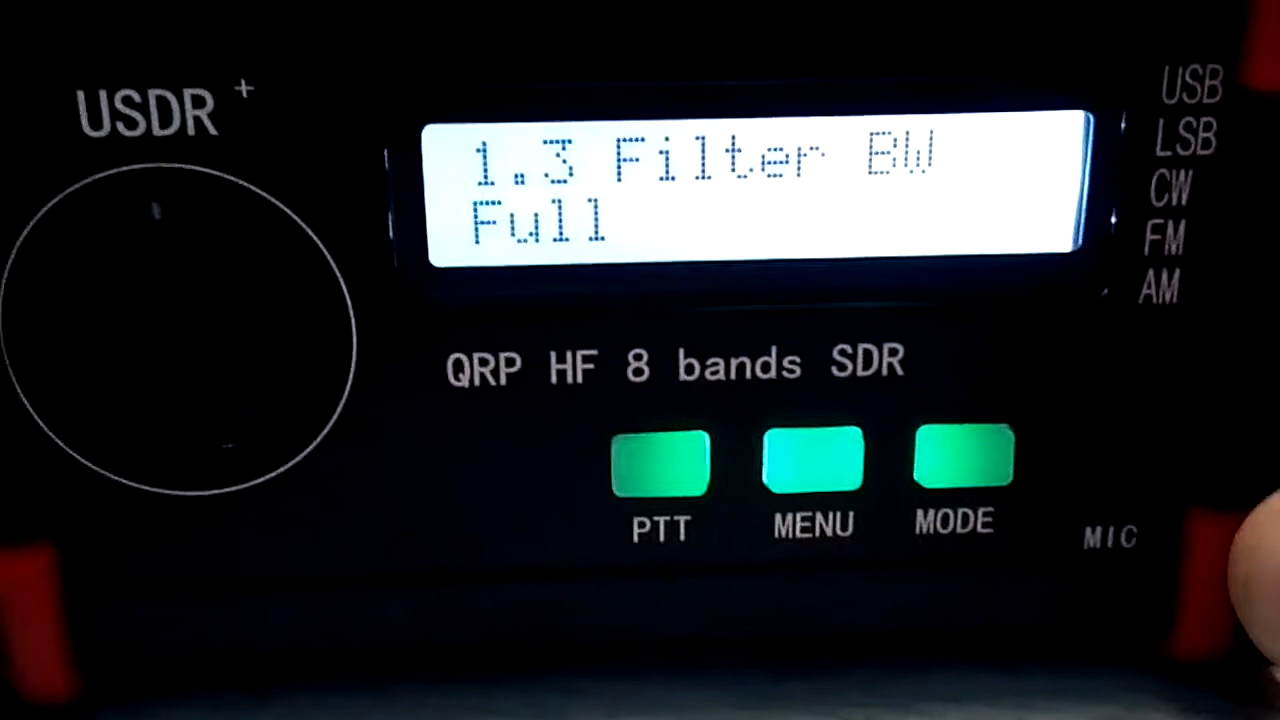 USDR+
1.3 Filter BW
Full
USB
LSB
CW
FM
AM
QRP HF 8 bands SDR
PTT
MENU
MODE
MIC